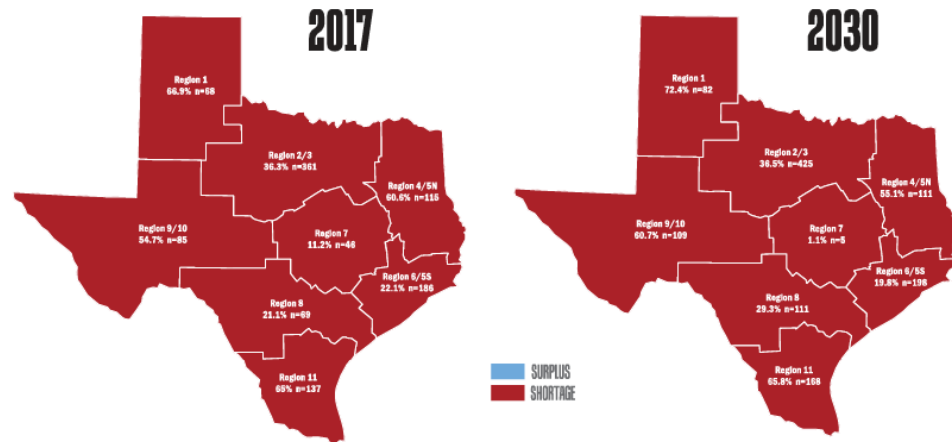 2017
Region 1
66.9% n=68
Region 2/3
36.3% n=361
Region 4/5N
60.6% n=115
Region 9/10
54.7% n=85
Region 7
11.2% n=46
Region 6/5S
22.1% n=186
Region 8
21.1% n=69
Region 11
65% n=137
2030
Region 1
72.4% n=82
Region 2/3
36.5% n=425
Region 4/5N
55.1% n=111
Region 9/10
60.7% n=109
Region 7
1.1% n=5
Region 6/5S
19.8% n=196
Region 8
29.3% n=111
Region 11
65.8% n=168
SURPLUS
SHORTAGE